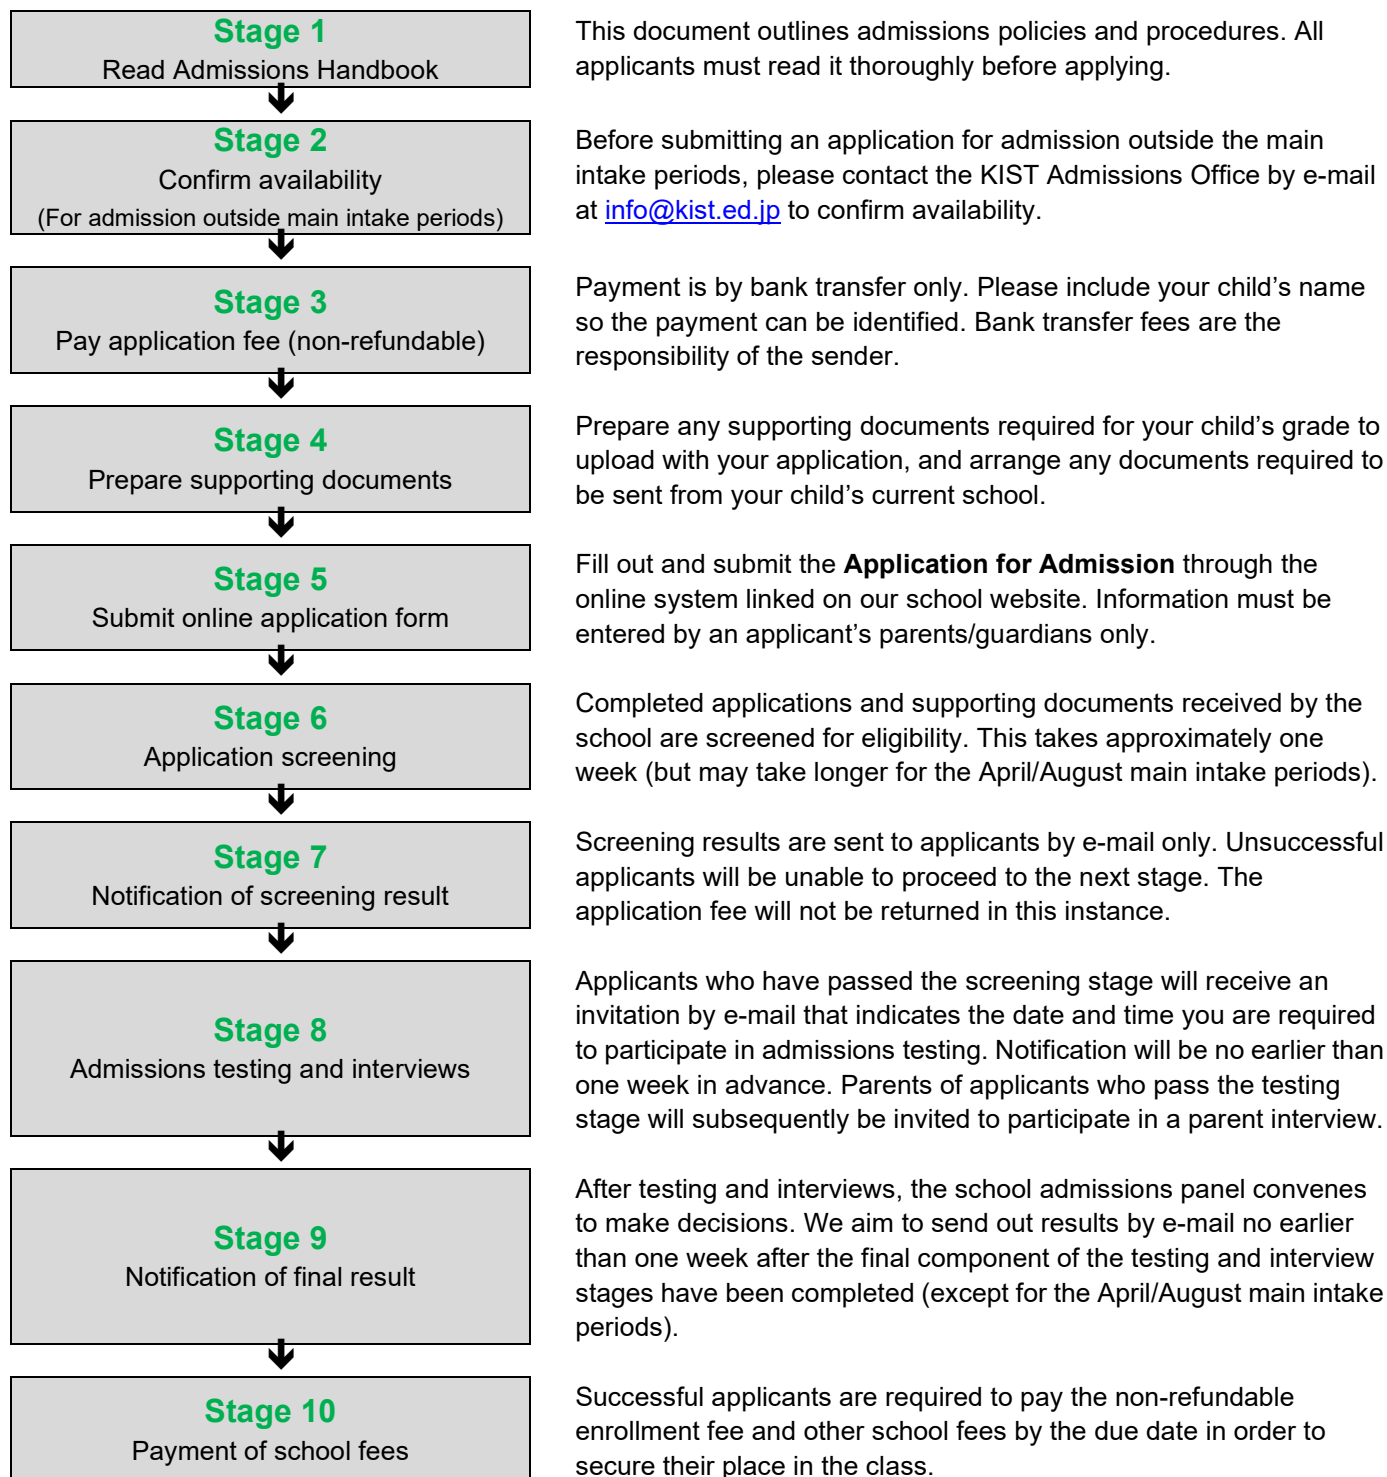 Stage 1
Read Admissions Handbook
This document outlines admissions policies and procedures. All
applicants must read it thoroughly before applying.
Stage 2
Confirm availability
(For admission outside main intake periods)
Before submitting an application for admission outside the main
intake periods, please contact the KIST Admissions Office by e-mail
at info@kist.ed.jp to confirm availability.
Stage 3
Pay application fee (non-refundable)
Payment is by bank transfer only. Please include your child’s name
so the payment can be identified. Bank transfer fees are the
responsibility of the sender.
Stage 4
Prepare supporting documents
Prepare any supporting documents required for your child’s grade to
upload with your application, and arrange any documents required to
be sent from your child’s current school.
Stage 5
Submit online application form
Fill out and submit the Application for Admission through the
online system linked on our school website. Information must be
entered by an applicant’s parents/guardians only.
Stage 6
Application screening
Completed applications and supporting documents received by the
school are screened for eligibility. This takes approximately one
week (but may take longer for the April/August main intake periods).
Stage 7
Notification of screening result
Screening results are sent to applicants by e-mail only. Unsuccessful
applicants will be unable to proceed to the next stage. The
application fee will not be returned in this instance.
Stage 8
Admissions testing and interviews
Applicants who have passed the screening stage will receive an
invitation by e-mail that indicates the date and time you are required
to participate in admissions testing. Notification will be no earlier than
one week in advance. Parents of applicants who pass the testing
stage will subsequently be invited to participate in a parent interview.
Stage 9
Notification of final result
After testing and interviews, the school admissions panel convenes
to make decisions. We aim to send out results by e-mail no earlier
than one week after the final component of the testing and interview
stages have been completed (except for the April/August main intake
periods).
Stage 10
Payment of school fees
Successful applicants are required to pay the non-refundable
enrollment fee and other school fees by the due date in order to
secure their place in the class.